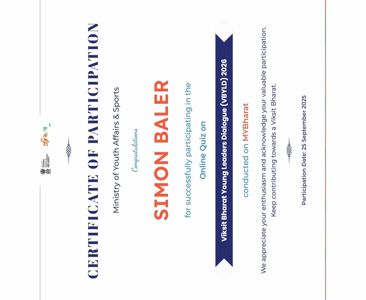 CERTIFICATE OF PARTICIPATION
Ministry of Youth Affairs & Sports
Congratulations
SIMON BALER
for successfully participating in the
Online Quiz on
Viksit Bharat Young Leaders Dialogue (VBYLD) 2026
conducted on MYBharat
We appreciate your enthusiasm and acknowledge your valuable participation.
Keep contributing towards a Viksit Bharat.
Participation Date: 25 September 2025